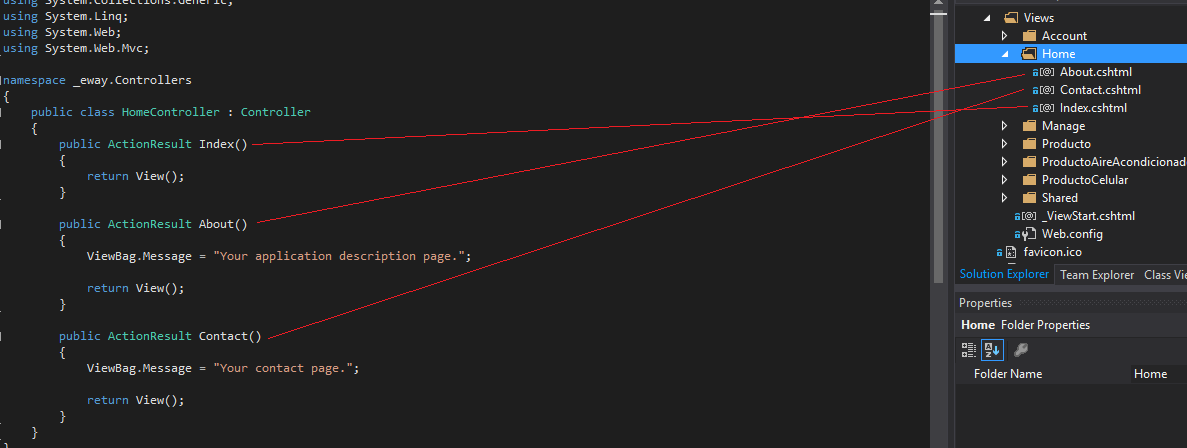 using System.Collections.Generic;
using System.Linq;
using System.Web;
using System.Web.Mvc;
namespace _eway.Controllers
{
public class HomeController : Controller
{
public ActionResult Index()
{
return View();
}
public ActionResult About()
{
ViewBag.Message = "Your application description page.";
return View();
}
public ActionResult Contact()
{
ViewBag.Message = "Your contact page.";
return View();
}
}
}
Views
Account
Home
About.cshtml
Contact.cshtml
Index.cshtml
Manage
Producto
ProductoAireAcondicionad
ProductoCelular
Shared
_ViewStart.cshtml
Web.config
favicon.ico
Solution Explorer Team Explorer Class Vie
Properties
Home Folder Properties
Folder Name Home